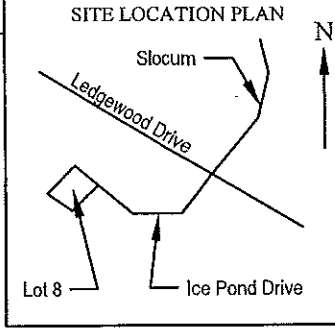 SITE LOCATION PLAN
N
Slocum
Ledgewood Drive
Lot 8
Ice Pond Drive